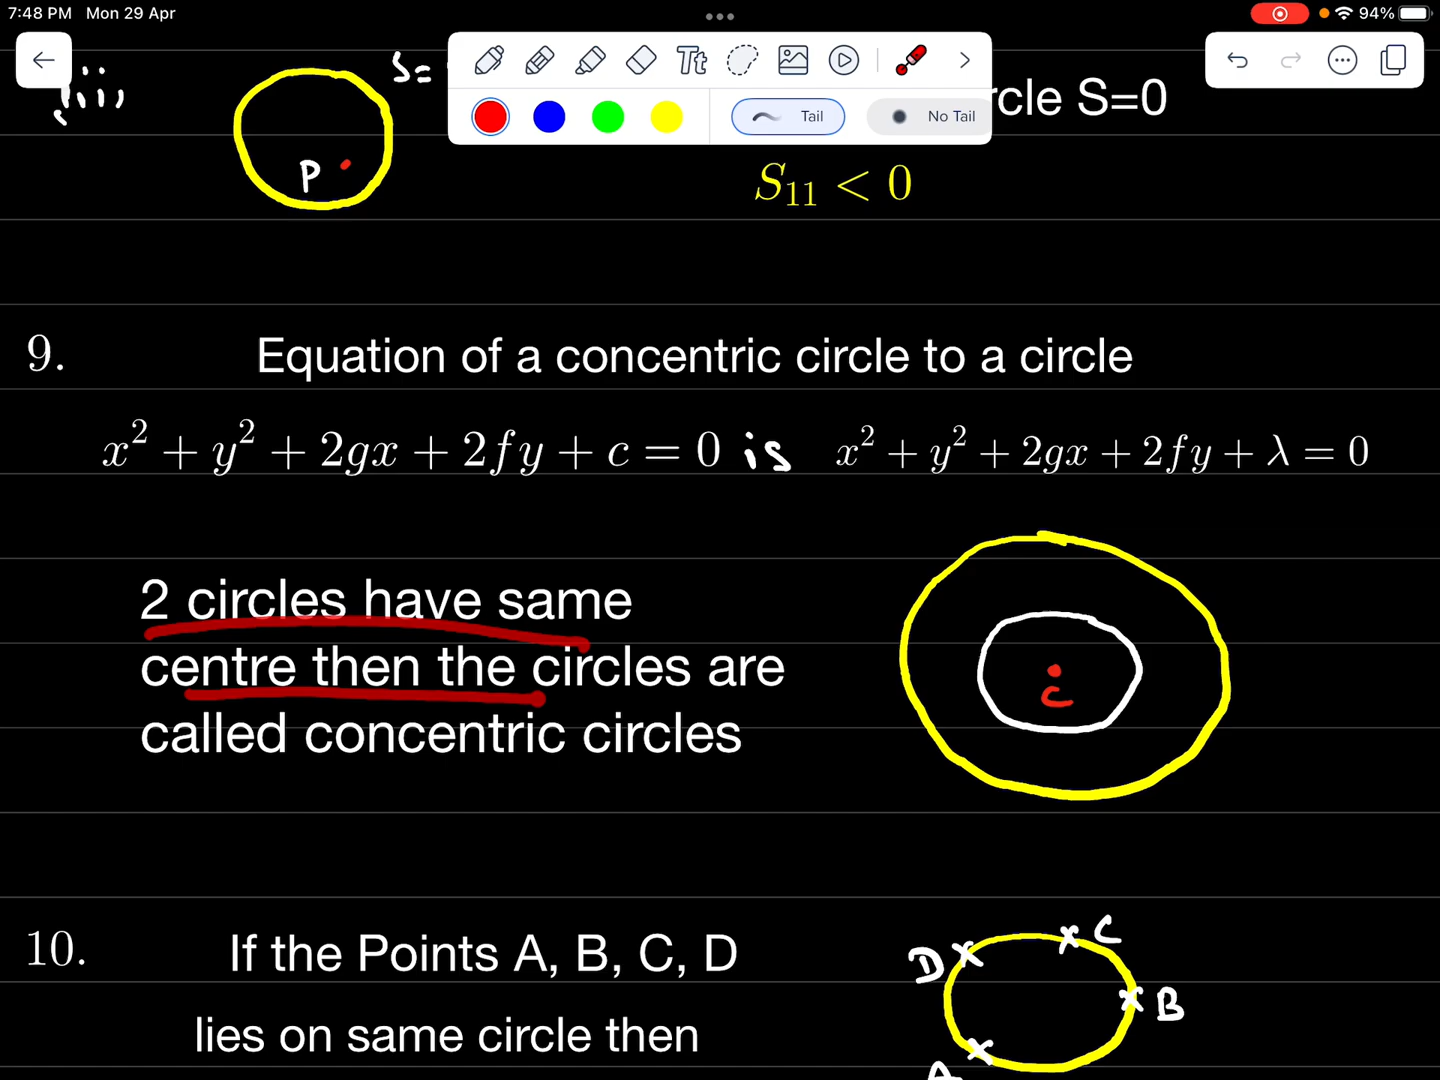 7:48 PM Mon 29 Apr
94%
Tt
Tail
No Tail
iii,
S=
rcle S=0
P
S₁₁ < 0
9. Equation of a concentric circle to a circle
x² + y² + 2gx + 2fy + c = 0 is x² + y² + 2gx + 2fy + λ = 0
2 circles have same
centre then the circles are
called concentric circles
C
10. If the Points A, B, C, D
lies on same circle then
D
C
B
A